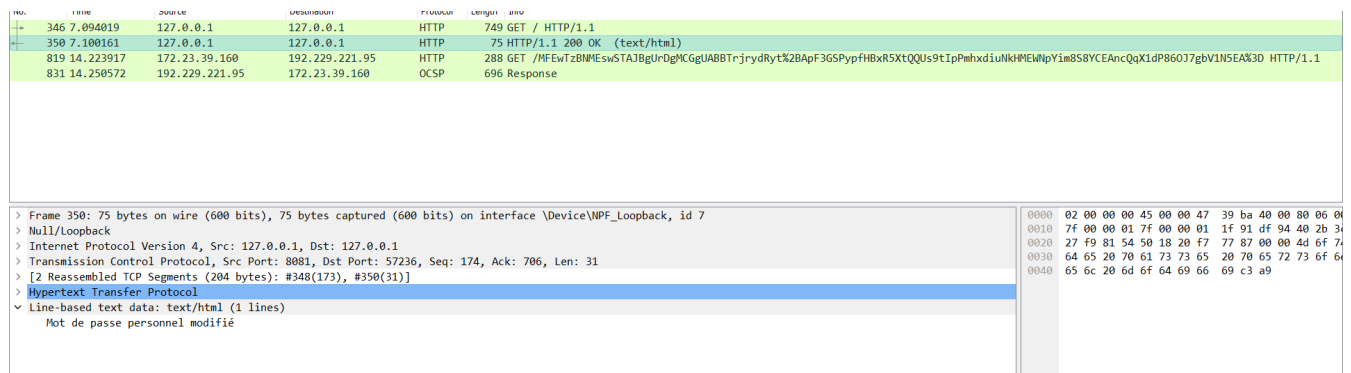 No. Time Source Destination Protocol Length Info
346 7.094019 127.0.0.1 127.0.0.1 HTTP 749 GET / HTTP/1.1
350 7.100161 127.0.0.1 127.0.0.1 HTTP 75 HTTP/1.1 200 OK (text/html)
819 14.223917 172.23.39.160 192.229.221.95 HTTP 288 GET /MFEwTzBNMEswSTAJBgUrDgMCGgUABBTrjrydRyt%2BApF3GSPypfHBxR5XtQQUs9tIpPmhxdiuNkHMEWNpYim8S8YCEAncQqX1dP86OJ7gbV1N5EA%3D HTTP/1.1
831 14.250572 192.229.221.95 172.23.39.160 OCSP 696 Response
> Frame 350: 75 bytes on wire (600 bits), 75 bytes captured (600 bits) on interface \Device\NPF_Loopback, id 7
> Null/Loopback
> Internet Protocol Version 4, Src: 127.0.0.1, Dst: 127.0.0.1
> Transmission Control Protocol, Src Port: 8081, Dst Port: 57236, Seq: 174, Ack: 706, Len: 31
> [2 Reassembled TCP Segments (204 bytes): #348(173), #350(31)]
> Hypertext Transfer Protocol
Line-based text data: text/html (1 lines)
Mot de passe personnel modifié
0000 02 00 00 00 45 00 00 47 39 ba 40 00 80 06
0010 7f 00 00 01 7f 00 00 01 1f 91 df 94 40 2b
0020 27 f9 81 54 50 18 20 f7 77 87 00 00 4d 6f
0030 64 65 20 70 61 73 73 65 20 70 65 72 73 6f
0040 65 6c 20 6d 6f 64 69 66 69 c3 a9